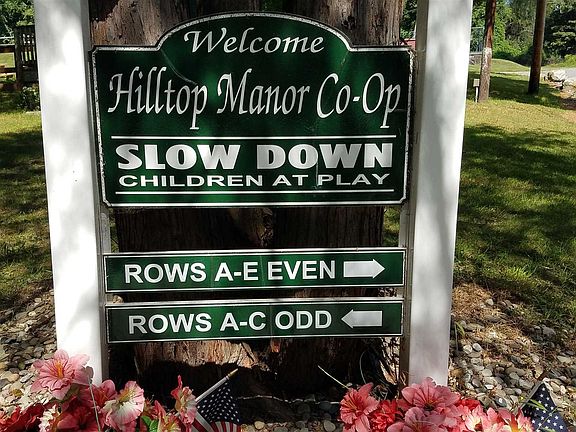 Welcome
Hilltop Manor Co-Op
SLOW DOWN
CHILDREN AT PLAY
ROWS A-E EVEN
ROWS A-C ODD